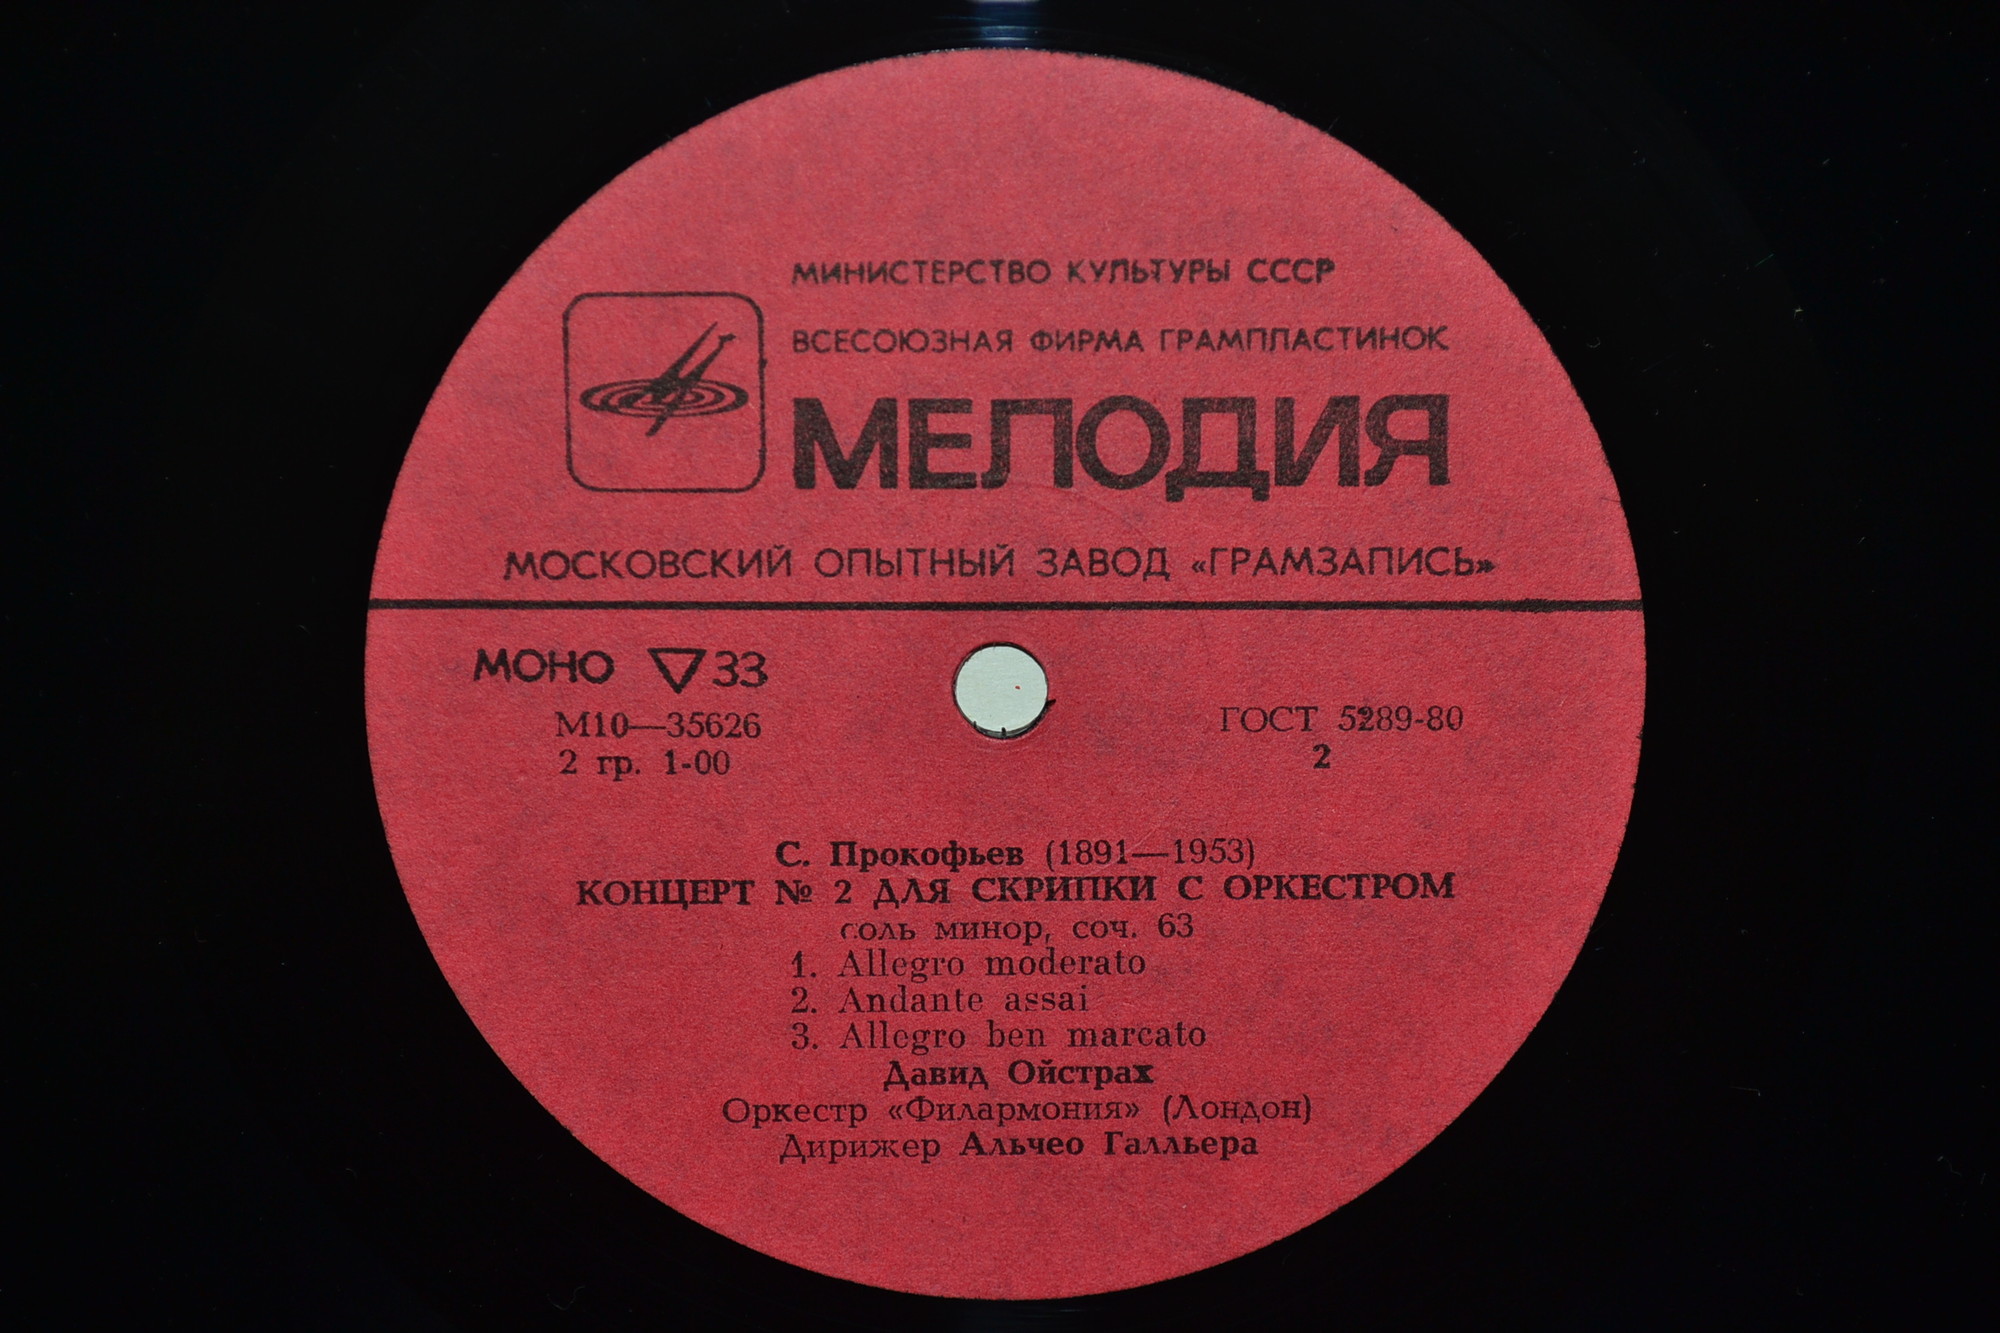 МИНИСТЕРСТВО КУЛЬТУРЫ СССР
ВСЕСОЮЗНАЯ ФИРМА ГРАМПЛАСТИНОК
МЕЛОДИЯ
МОСКОВСКИЙ ОПЫТНЫЙ ЗАВОД «ГРАМЗАПИСЬ»
МОНО ▽33
М10—35626
2 гр. 1-00
ГОСТ 5289-80
2
С. Прокофьев (1891—1953)
КОНЦЕРТ № 2 ДЛЯ СКРИПКИ С ОРКЕСТРОМ
соль минор, соч. 63
1. Allegro moderato
2. Andante assai
3. Allegro ben marcato
Давид Ойстрах
Оркестр «Филармония» (Лондон)
Дирижер Альчео Галльера